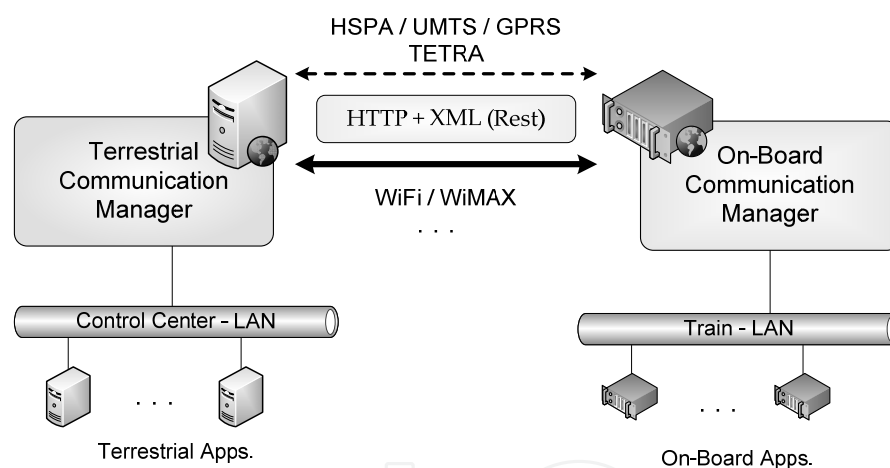 HSPA / UMTS / GPRS
TETRA
HTTP + XML (Rest)
Terrestrial
Communication
Manager
On-Board
Communication
Manager
WiFi / WiMAX
. . .
Control Center - LAN
Train - LAN
. . .
. . .
Terrestrial Apps.
On-Board Apps.